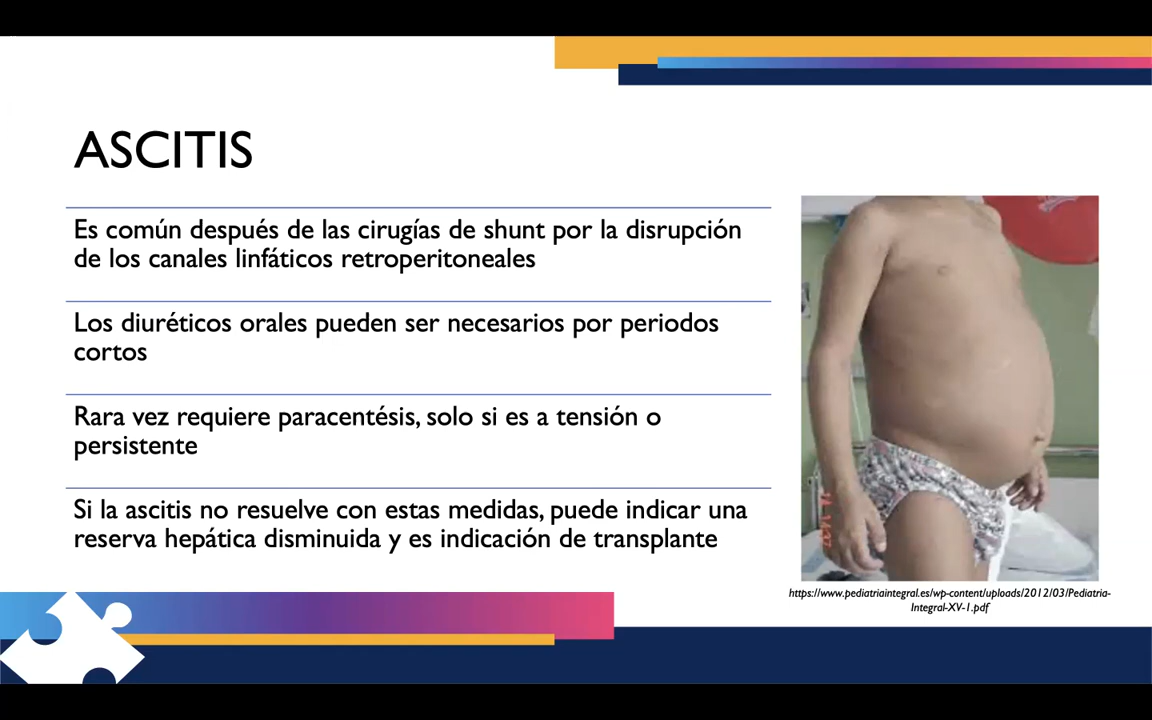 ASCITIS
Es común después de las cirugías de shunt por la disrupción
de los canales linfáticos retroperitoneales
Los diuréticos orales pueden ser necesarios por periodos
cortos
Rara vez requiere paracentésis, solo si es a tensión o
persistente
Si la ascitis no resuelve con estas medidas, puede indicar una
reserva hepática disminuida y es indicación de transplante
https://www.pediatriaintegral.es/wp-content/uploads/2012/03/Pediatria-
Integral-XV-1.pdf